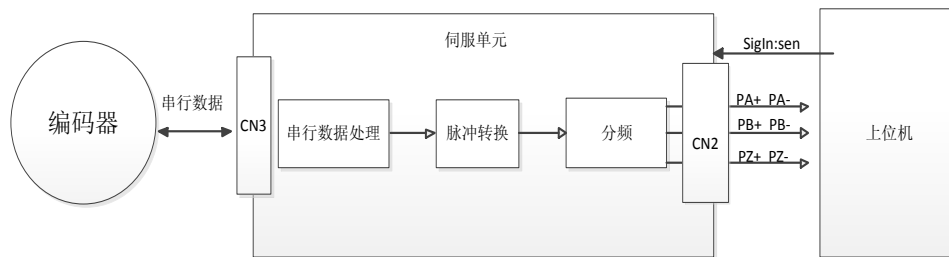 伺服单元
SigIn:sen
编码器
串行数据
CN3
串行数据处理
脉冲转换
分频
CN2
PA+ PA-
PB+ PB-
PZ+ PZ-
上位机